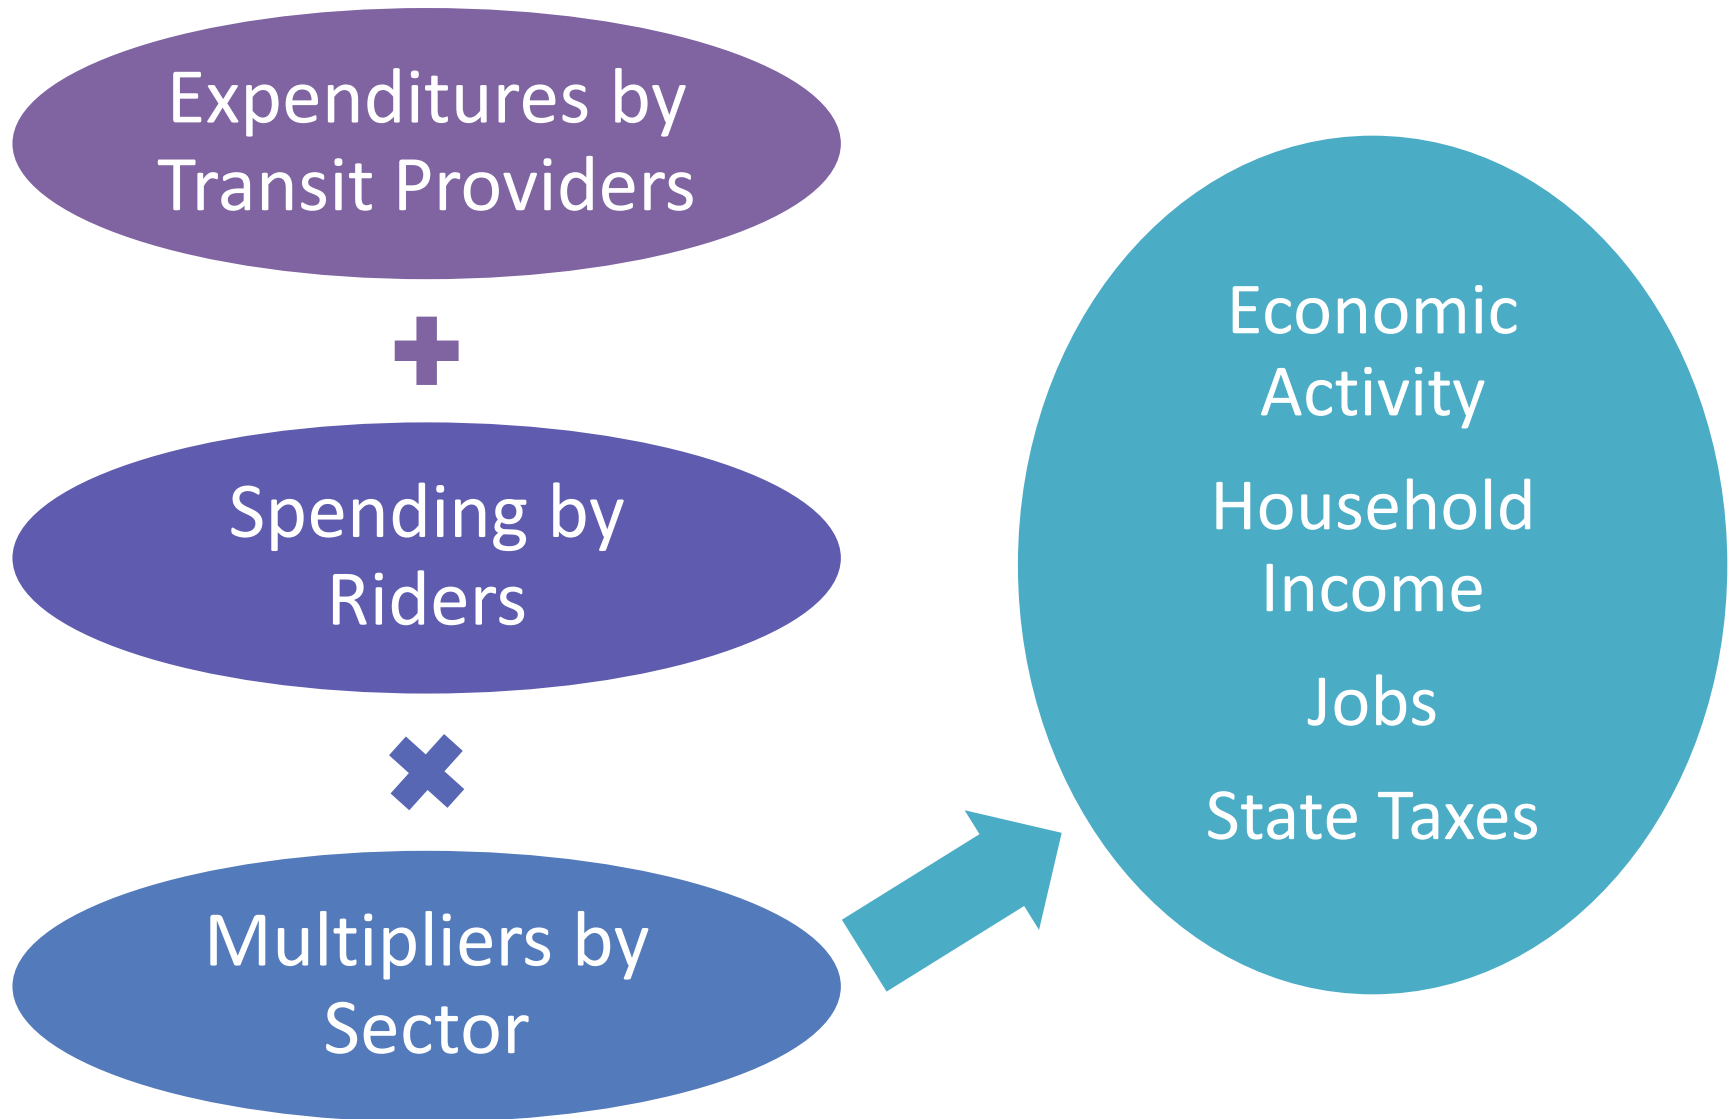 Expenditures by
Transit Providers
Spending by
Riders
Multipliers by
Sector
Economic
Activity
Household
Income
Jobs
State Taxes